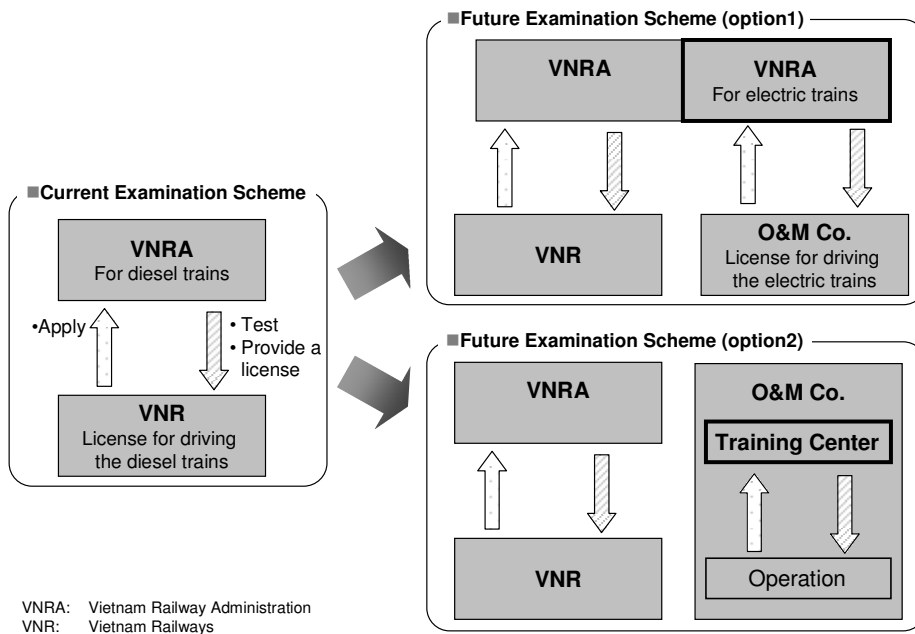 ■Current Examination Scheme
VNRA
For diesel trains
•Apply
• Test
• Provide a
license
VNR
License for driving
the diesel trains
■Future Examination Scheme (option1)
VNRA
VNRA
For electric trains
VNR
O&M Co.
License for driving
the electric trains
■Future Examination Scheme (option2)
VNRA
VNR
O&M Co.
Training Center
Operation
VNRA: Vietnam Railway Administration
VNR: Vietnam Railways